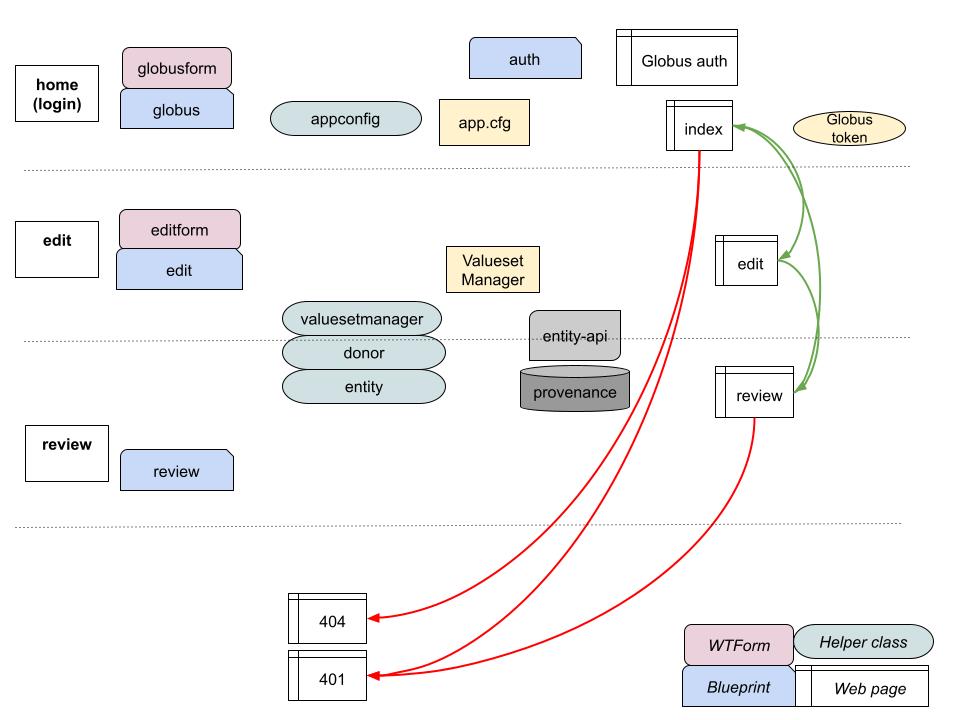 home
(login)
globusform
globus
appconfig
app.cfg
auth
Globus auth
index
Globus
token
edit
editform
edit
Valueset
Manager
edit
valuesetmanager
donor
entity
entity-api
provenance
review
review
review
404
401
WTForm
Helper class
Blueprint
Web page